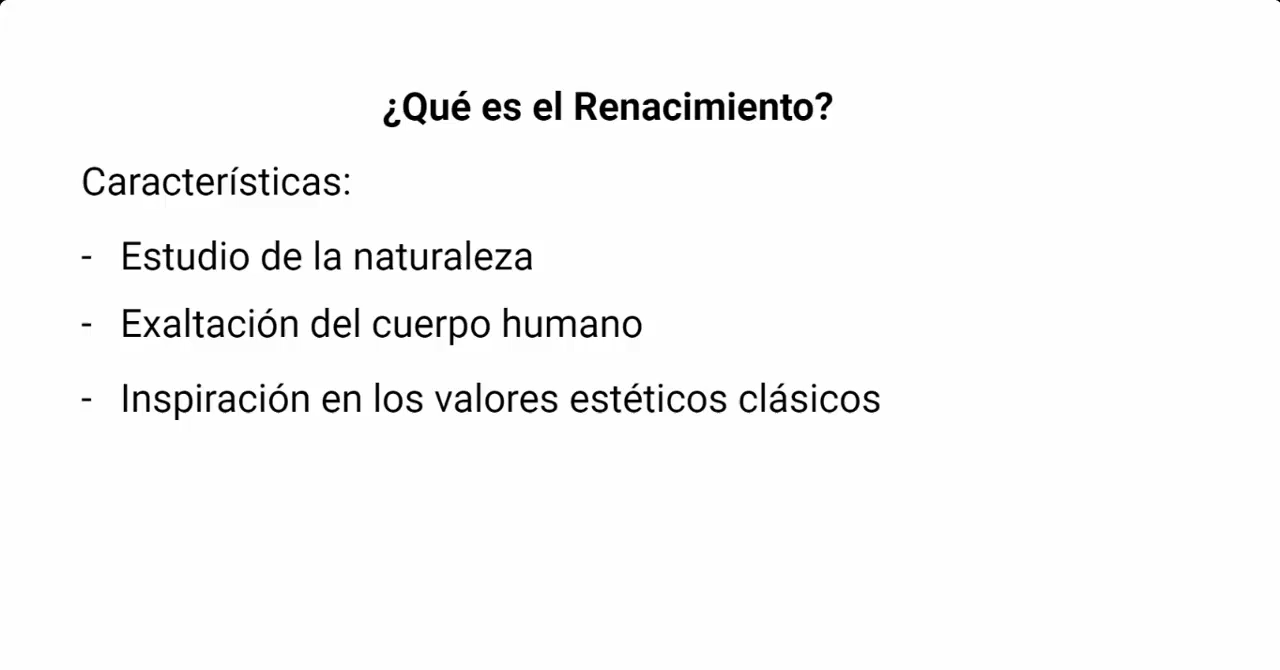 ¿Qué es el Renacimiento?
Características:
- Estudio de la naturaleza
- Exaltación del cuerpo humano
- Inspiración en los valores estéticos clásicos